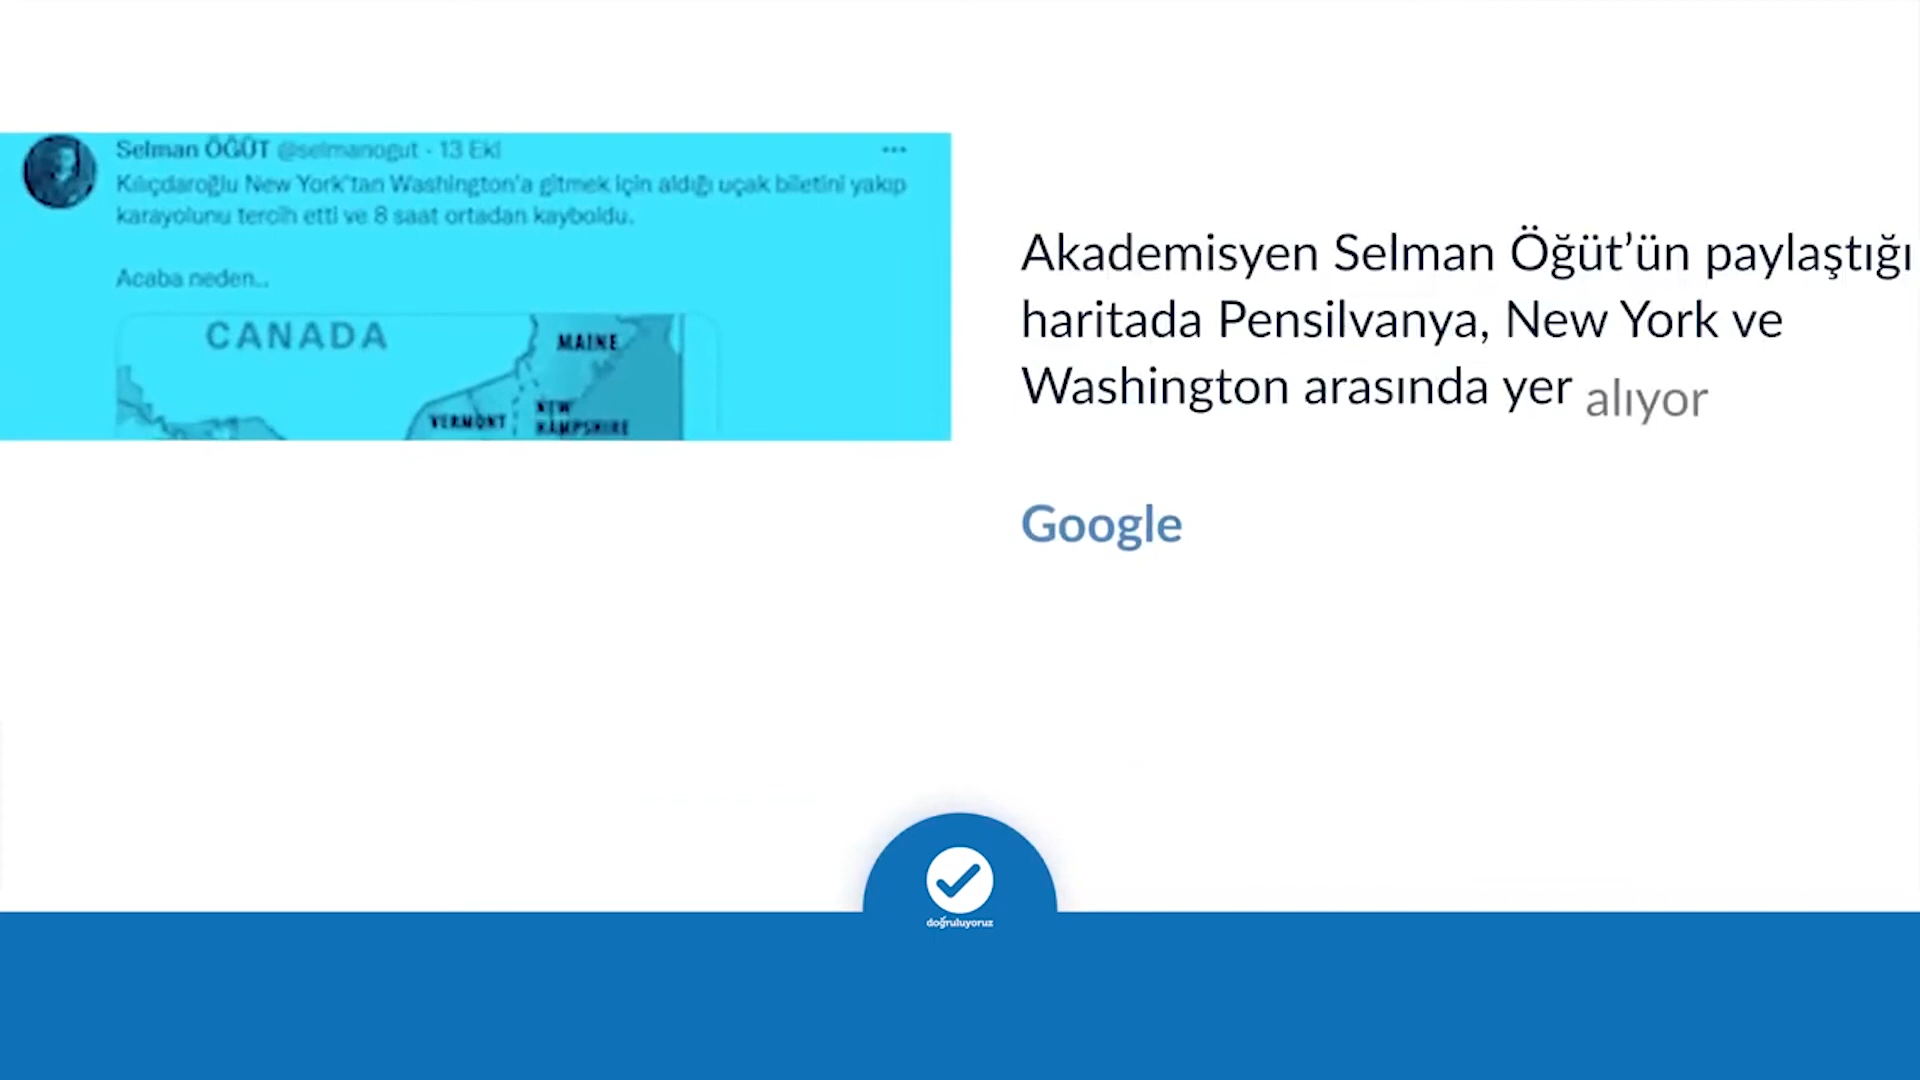 Selman ÖĞÜT @selmanogut · 13 Eki
Kılıçdaroğlu New York'tan Washington'a gitmek için aldığı uçak biletini yakıp
karayolunu tercih etti ve 8 saat ortadan kayboldu.
Acaba neden..
CANADA
MAINE
VERMONT
NEW
HAMPSHIRE
Akademisyen Selman Öğüt’ün paylaştığı
haritada Pensilvanya, New York ve
Washington arasında yer alıyor
Google
doğruluyoruz